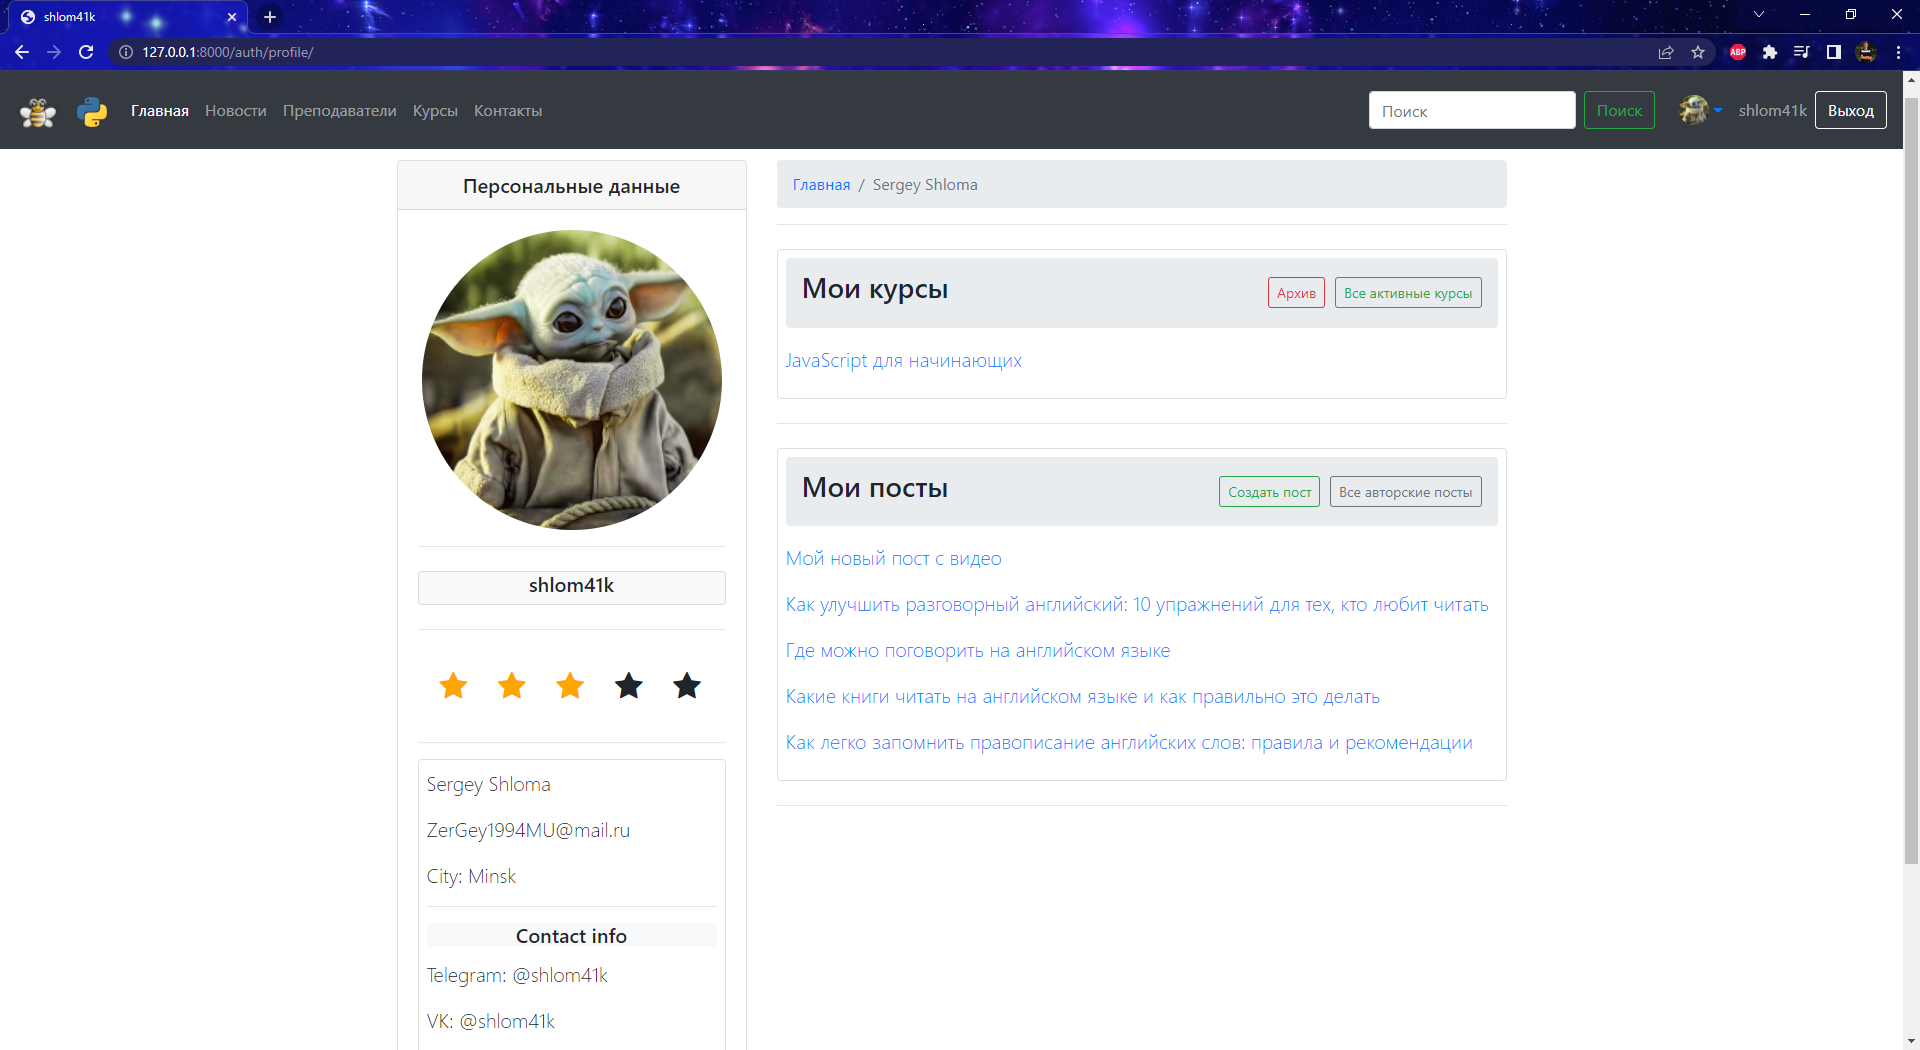 shlom41k
127.0.0.1:8000/auth/profile/
ABP
Главная Новости Преподаватели Курсы Контакты
Поиск Поиск shlom41k Выход
Персональные данные
shlom41k
Sergey Shloma
ZerGey1994MU@mail.ru
City: Minsk
Contact info
Telegram: @shlom41k
VK: @shlom41k
Главная / Sergey Shloma
Мои курсы Архив Все активные курсы
JavaScript для начинающих
Мои посты Создать пост Все авторские посты
Мой новый пост с видео
Как улучшить разговорный английский: 10 упражнений для тех, кто любит читать
Где можно поговорить на английском языке
Какие книги читать на английском языке и как правильно это делать
Как легко запомнить правописание английских слов: правила и рекомендации